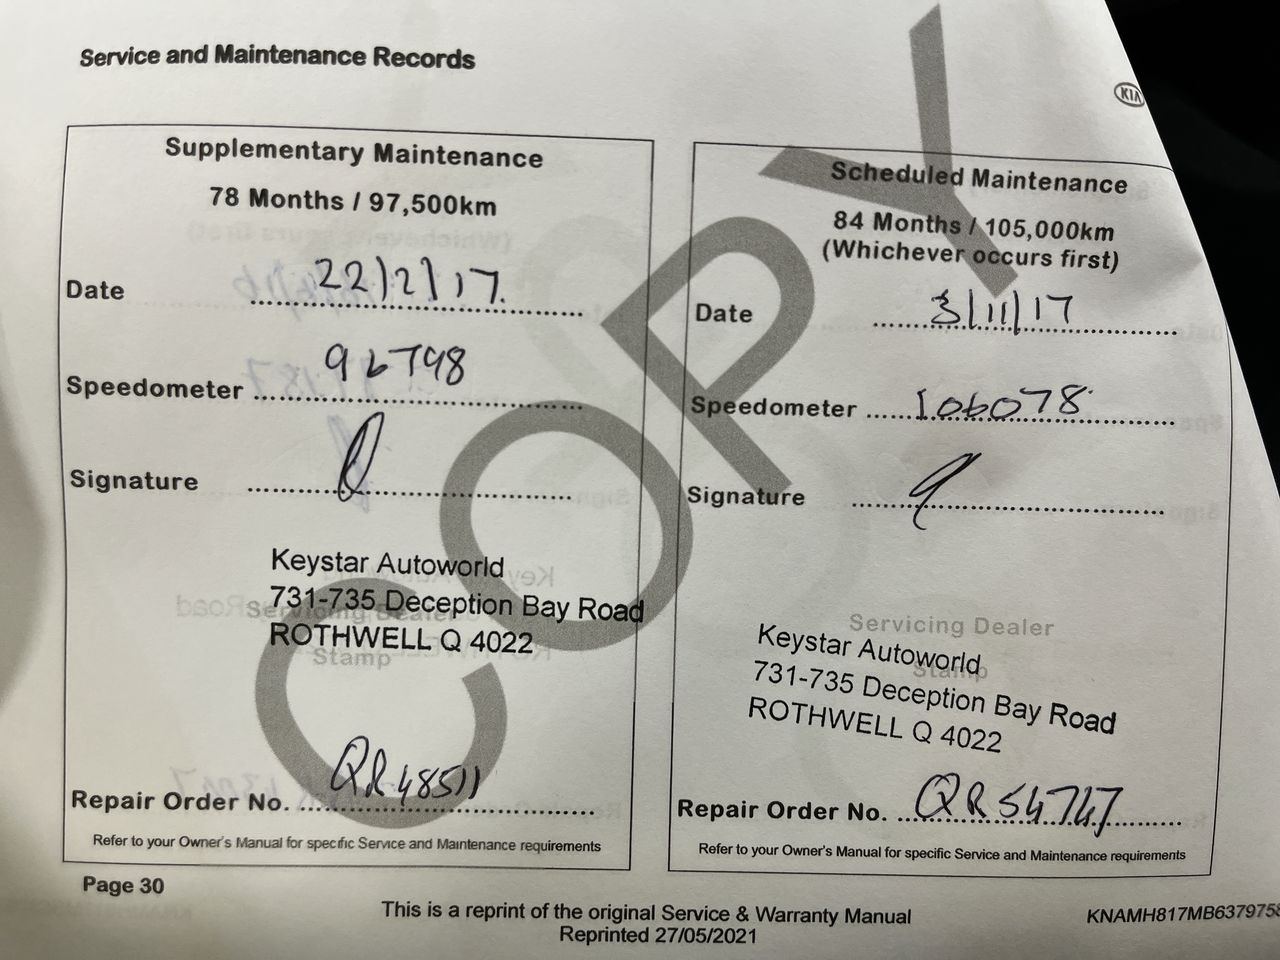 Service and Maintenance Records
KIA
COPY
Supplementary Maintenance
78 Months / 97,500km
Date 22/2/17.
Speedometer 96798
Signature
Servicing Dealer
Stamp
Keystar Autoworld
731-735 Deception Bay Road
ROTHWELL Q 4022
Repair Order No. QR48511
Refer to your Owner's Manual for specific Service and Maintenance requirements
Scheduled Maintenance
84 Months / 105,000km
(Whichever occurs first)
Date 3/11/17
Speedometer 106078
Signature
Servicing Dealer
Stamp
Keystar Autoworld
731-735 Deception Bay Road
ROTHWELL Q 4022
Repair Order No. QR54747
Refer to your Owner's Manual for specific Service and Maintenance requirements
Page 30
This is a reprint of the original Service & Warranty Manual
Reprinted 27/05/2021
KNAMH817MB6379758